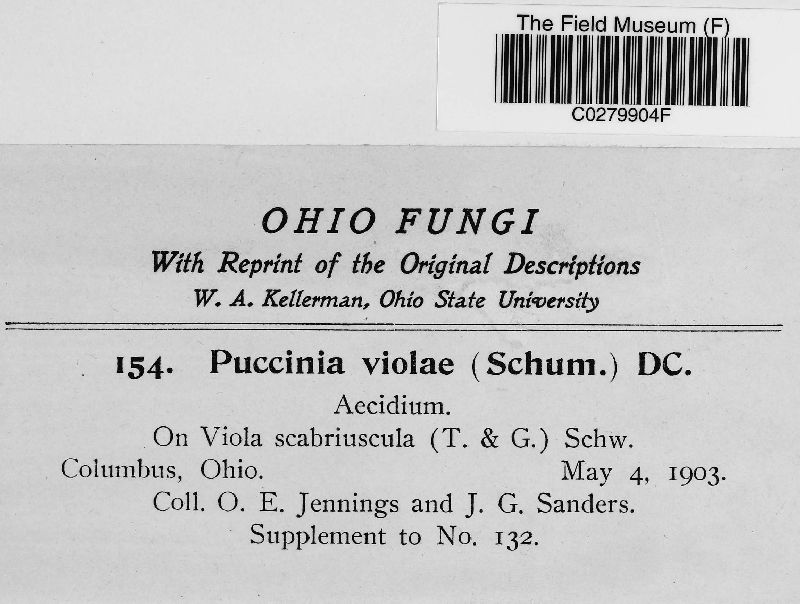 The Field Museum (F)
C0279904F
OHIO FUNGI
With Reprint of the Original Descriptions
W. A. Kellerman, Ohio State University
154. Puccinia violae (Schum.) DC.
Aecidium.
On Viola scabriuscula (T. & G.) Schw.
Columbus, Ohio. May 4, 1903.
Coll. O. E. Jennings and J. G. Sanders.
Supplement to No. 132.